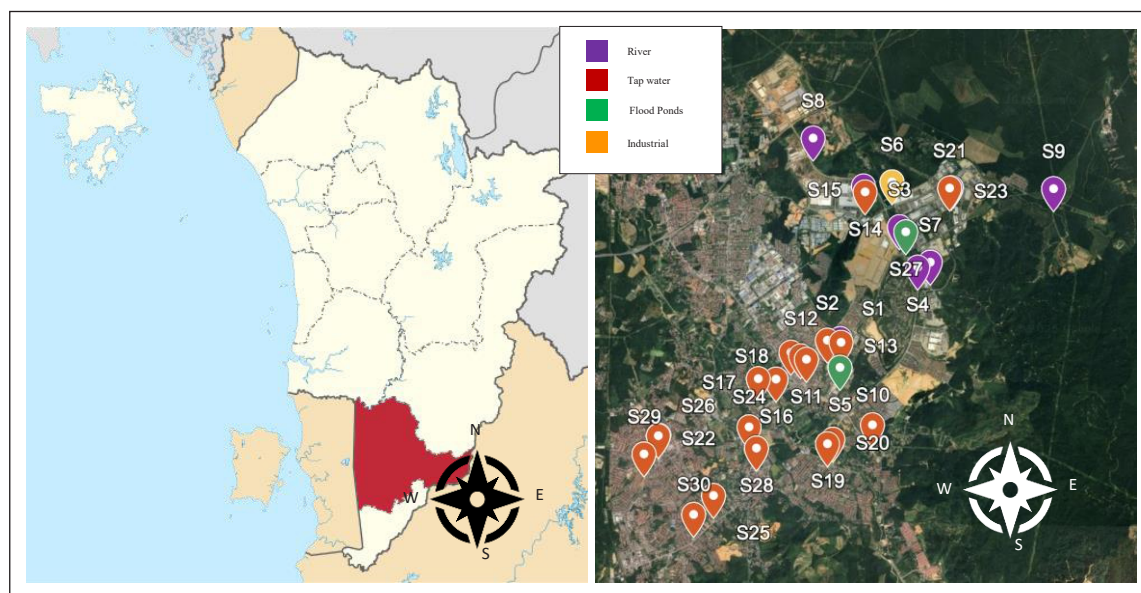 River
Tap water
Flood Ponds
Industrial
N
W
E
S
S8
S6
S21
S9
S15
S3
S23
S14
S7
S27
S2
S1
S4
S12
S18
S13
S17
S24
S11
S5
S10
S26
S16
S29
S22
S20
S19
S30
S28
S25
N
W
E
S